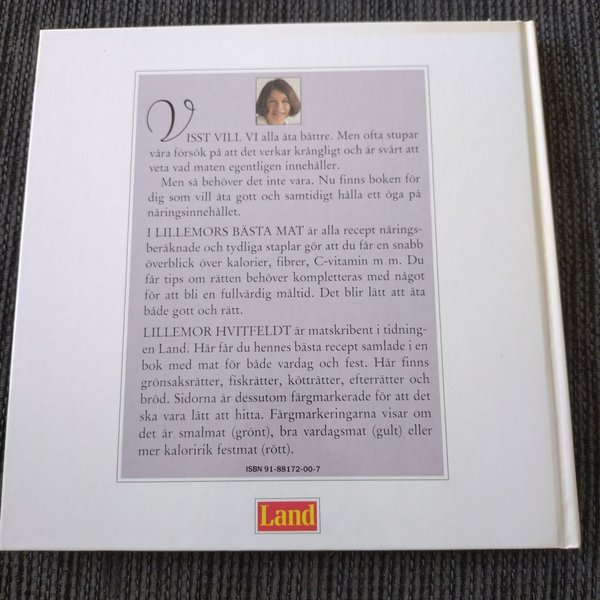 VISST VILL VI alla äta bättre. Men ofta stupar
våra försök på att det verkar krångligt och är svårt att
veta vad maten egentligen innehåller.
Men så behöver det inte vara. Nu finns boken för
dig som vill äta gott och samtidigt hålla ett öga på
näringsinnehållet.
I LILLEMORS BÄSTA MAT är alla recept närings-
beräknade och tydliga staplar gör att du får en snabb
överblick över kalorier, fibrer, C-vitamin m m. Du
får tips om rätten behöver kompletteras med något
för att bli en fullvärdig måltid. Det blir lätt att äta
både gott och rätt.
LILLEMOR HVITFELDT är matskribent i tidning-
en Land. Här får du hennes bästa recept samlade i en
bok med mat för både vardag och fest. Här finns
grönsaksrätter, fiskrätter, kötträtter, efterrätter och
bröd. Sidorna är dessutom färgmarkerade för att det
ska vara lätt att hitta. Färgmarkeringarna visar om
det är smalmat (grönt), bra vardagsmat (gult) eller
mer kaloririk festmat (rött).
ISBN 91-88172-00-7
Land